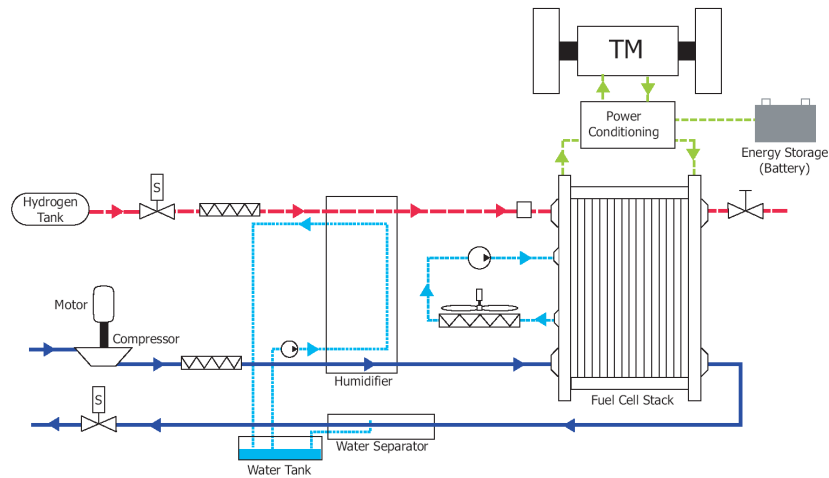 TM
Power
Conditioning
Energy Storage
(Battery)
Hydrogen
Tank
S
Humidifier
Motor
Compressor
Fuel Cell Stack
S
Water Separator
Water Tank